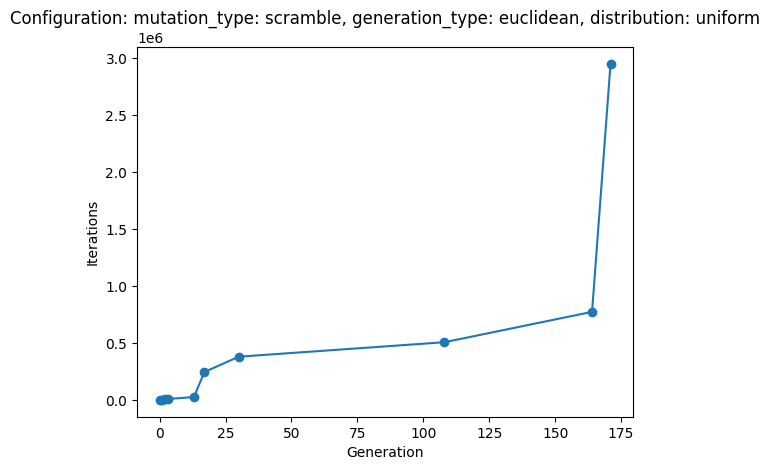 Configuration: mutation_type: scramble, generation_type: euclidean, distribution: uniform
1e6
3.0
2.5
2.0
1.5
1.0
0.5
0.0
Iterations
0 25 50 75 100 125 150 175
Generation